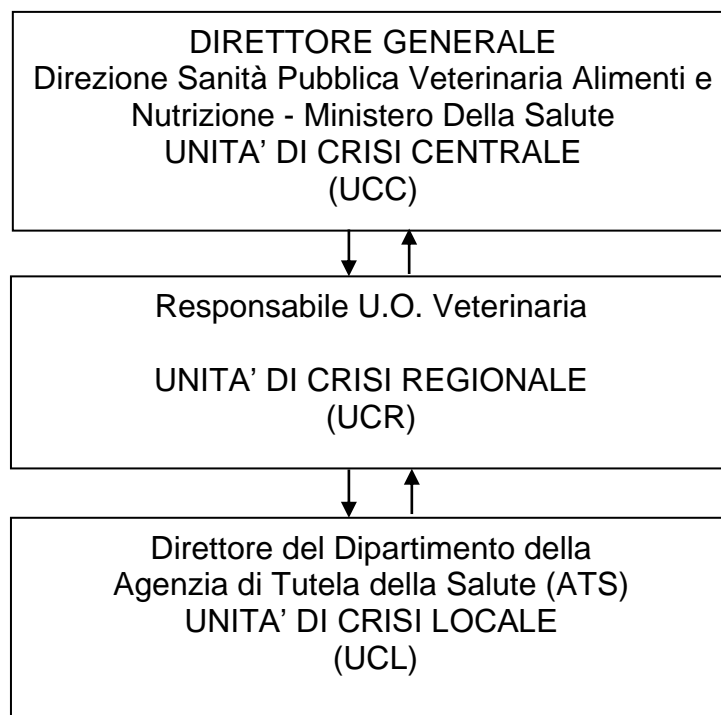 DIRETTORE GENERALE
Direzione Sanità Pubblica Veterinaria Alimenti e
Nutrizione - Ministero Della Salute
UNITA’ DI CRISI CENTRALE
(UCC)
Responsabile U.O. Veterinaria
UNITA’ DI CRISI REGIONALE
(UCR)
Direttore del Dipartimento della
Agenzia di Tutela della Salute (ATS)
UNITA’ DI CRISI LOCALE
(UCL)